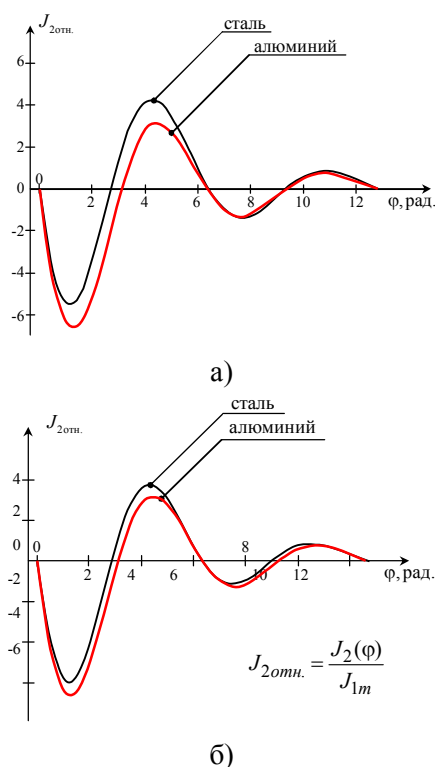 J2отн.
сталь
алюминий
4
2
0
0
2 4 6 8 10 12
φ, рад.
-2
-4
-6
а)
сталь
J2отн.
алюминий
4
2
0 0 8
2 4 6 10 12 φ, рад.
-2
-4
-6
-8
J2отн. = J2(φ) / J1m
б)